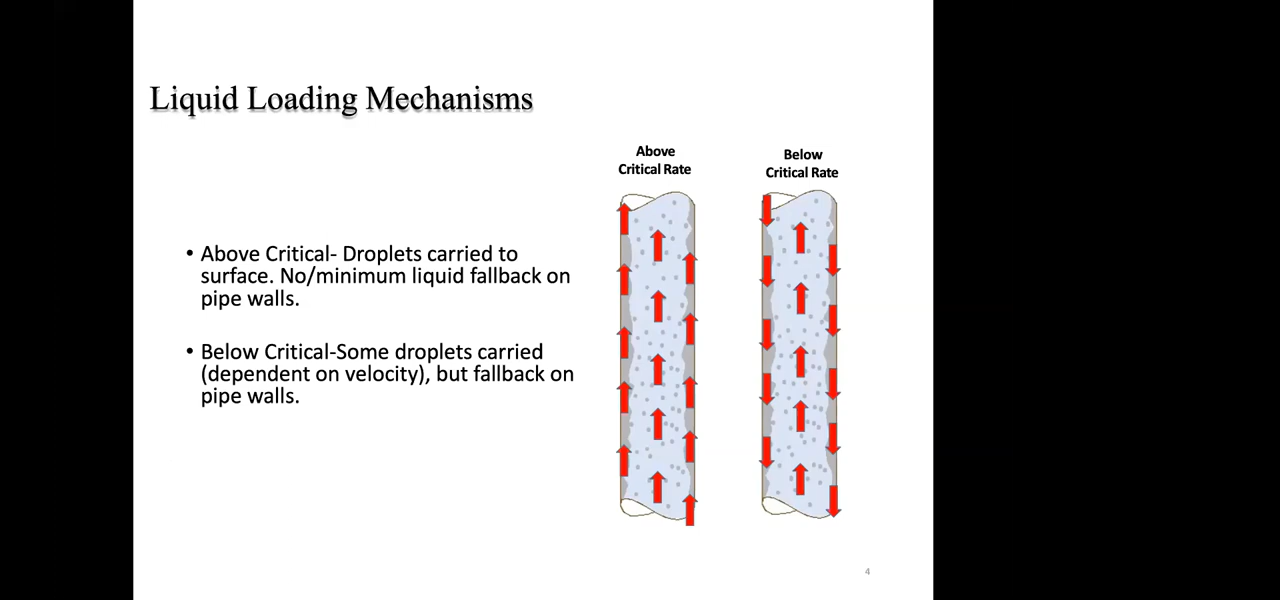 Liquid Loading Mechanisms
Above
Critical Rate
Below
Critical Rate
• Above Critical- Droplets carried to
surface. No/minimum liquid fallback on
pipe walls.
• Below Critical-Some droplets carried
(dependent on velocity), but fallback on
pipe walls.
4